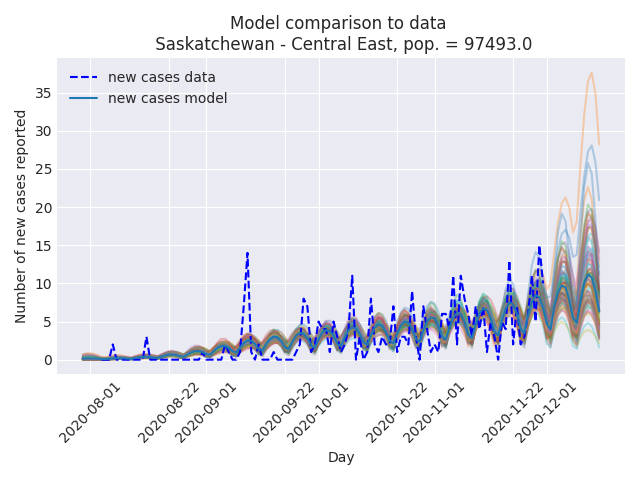 Model comparison to data
Saskatchewan - Central East, pop. = 97493.0
new cases data
new cases model
Number of new cases reported
35
30
25
20
15
10
5
0
2020-08-01
2020-08-22
2020-09-01
2020-09-22
2020-10-01
2020-10-22
2020-11-01
2020-11-22
2020-12-01
Day